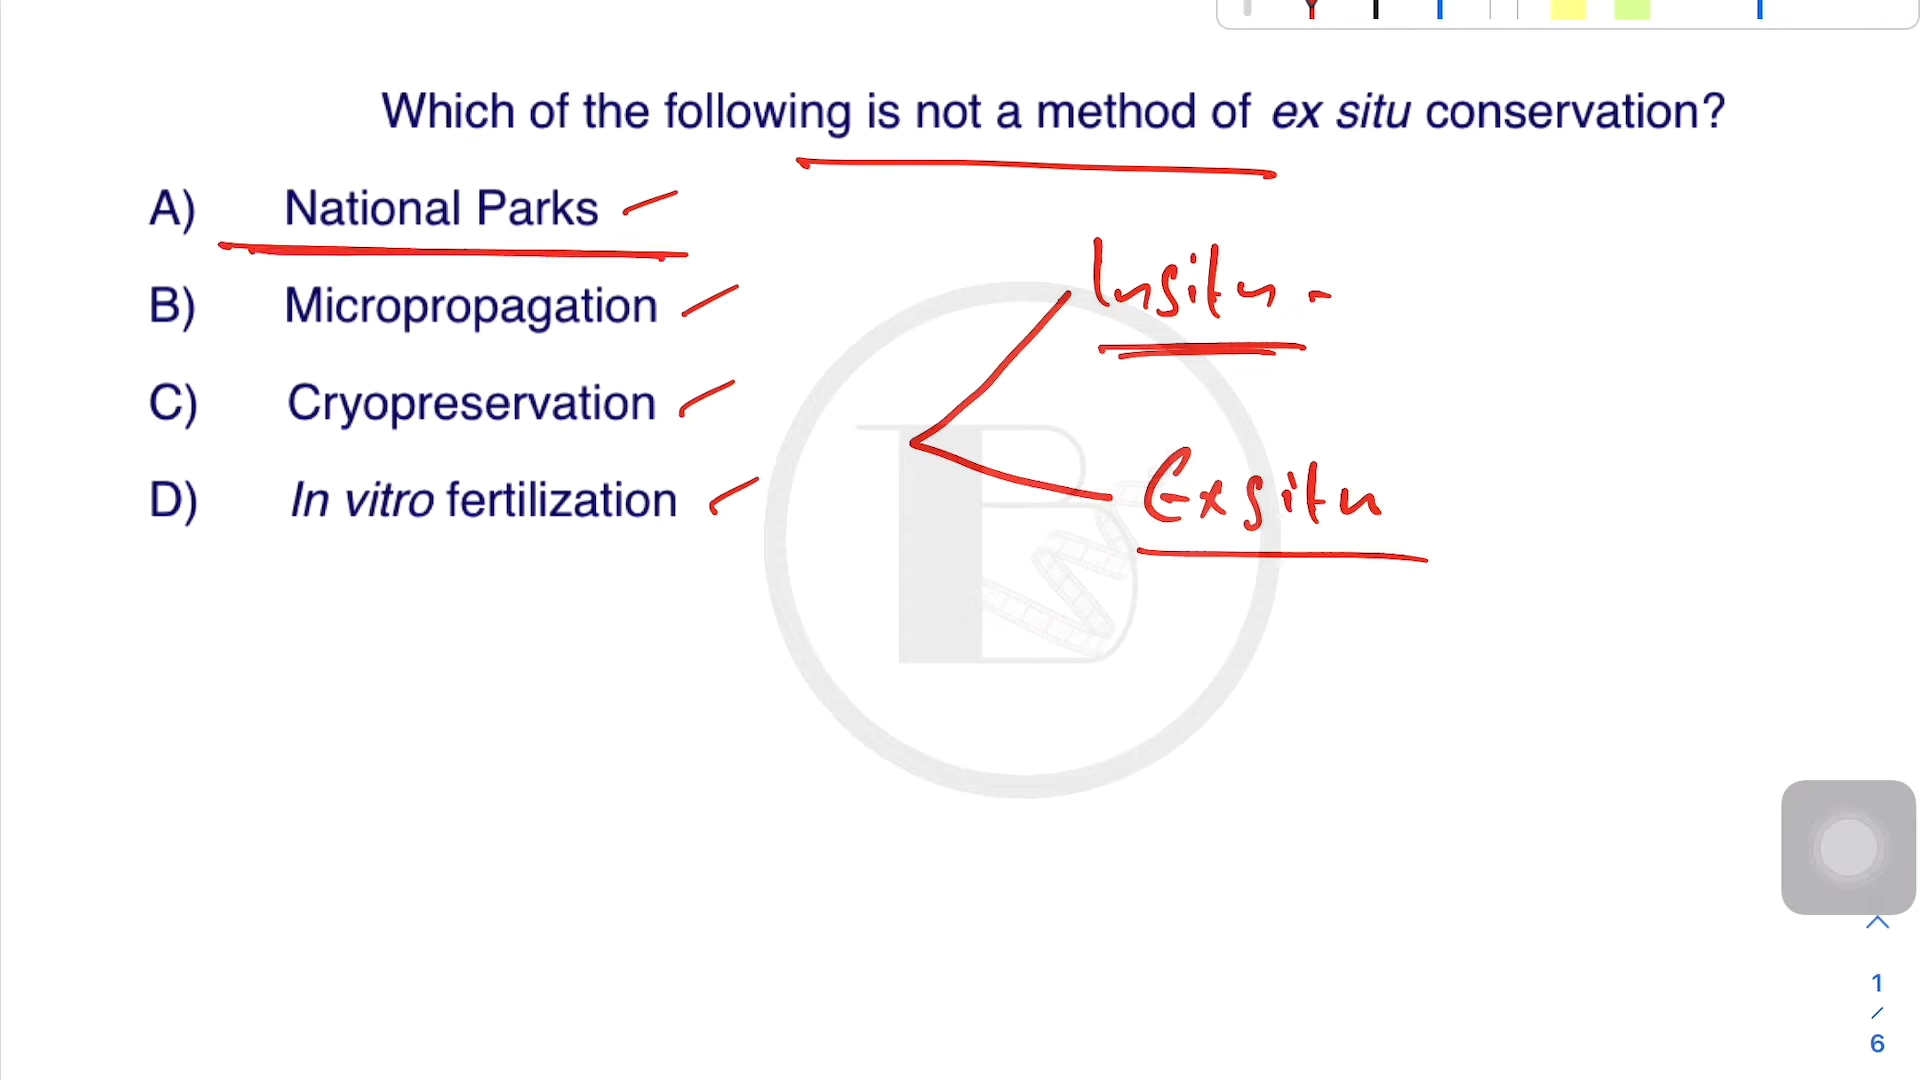 Which of the following is not a method of ex situ conservation?
A) National Parks
B) Micropropagation
C) Cryopreservation
D) In vitro fertilization
Insitu
Exsitu
1
/
6